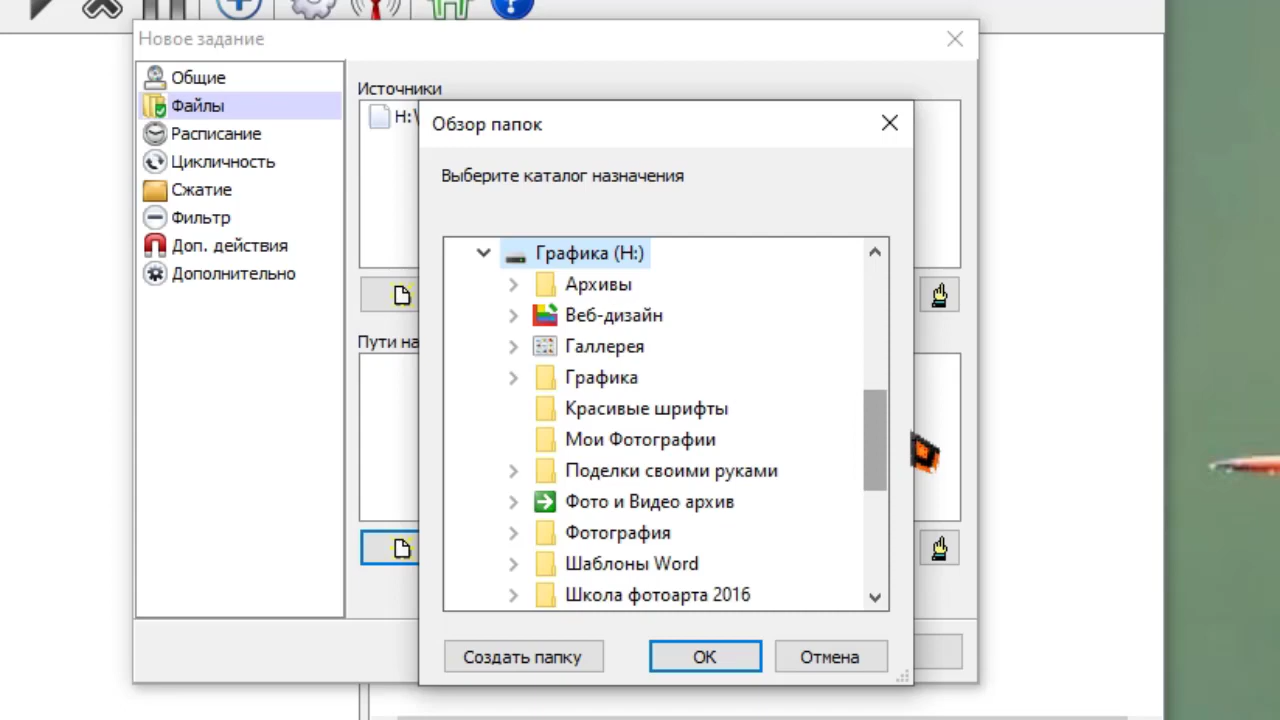 Новое задание
Общие
Файлы
Расписание
Цикличность
Сжатие
Фильтр
Доп. действия
Дополнительно
Источники
H:\
Пути на
Обзор папок
Выберите каталог назначения
Графика (H:)
Архивы
Веб-дизайн
Галлерея
Графика
Красивые шрифты
Мои Фотографии
Поделки своими руками
Фото и Видео архив
Фотография
Шаблоны Word
Школа фотоарта 2016
Создать папку
ОК
Отмена